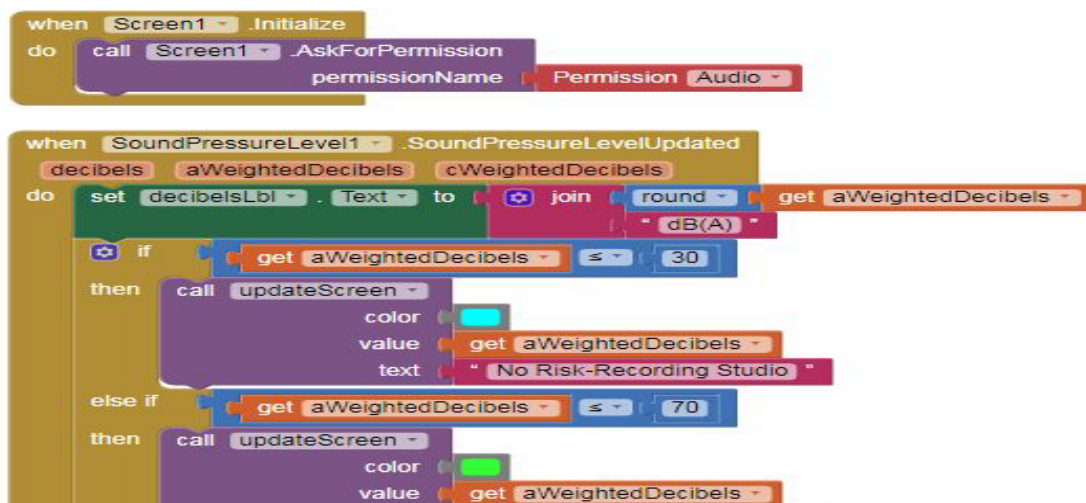 when Screen1 .Initialize
do call Screen1 .AskForPermission
permissionName Permission Audio
when SoundPressureLevel1 .SoundPressureLevelUpdated
decibels aWeightedDecibels cWeightedDecibels
do set decibelsLbl . Text to join round get aWeightedDecibels
" dB(A) "
if get aWeightedDecibels ≤ 30
then call updateScreen
color
value get aWeightedDecibels
text " No Risk-Recording Studio "
else if get aWeightedDecibels ≤ 70
then call updateScreen
color
value get aWeightedDecibels